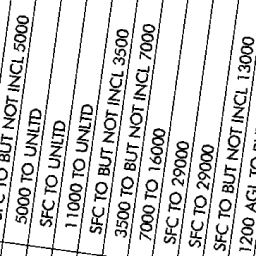 TO BUT NOT INCL 5000
5000 TO UNLTD
SFC TO UNLTD
11000 TO UNLTD
SFC TO BUT NOT INCL 3500
3500 TO BUT NOT INCL 7000
7000 TO 16000
SFC TO 29000
SFC TO 29000
SFC TO BUT NOT INCL 13000
1200 AGL TO